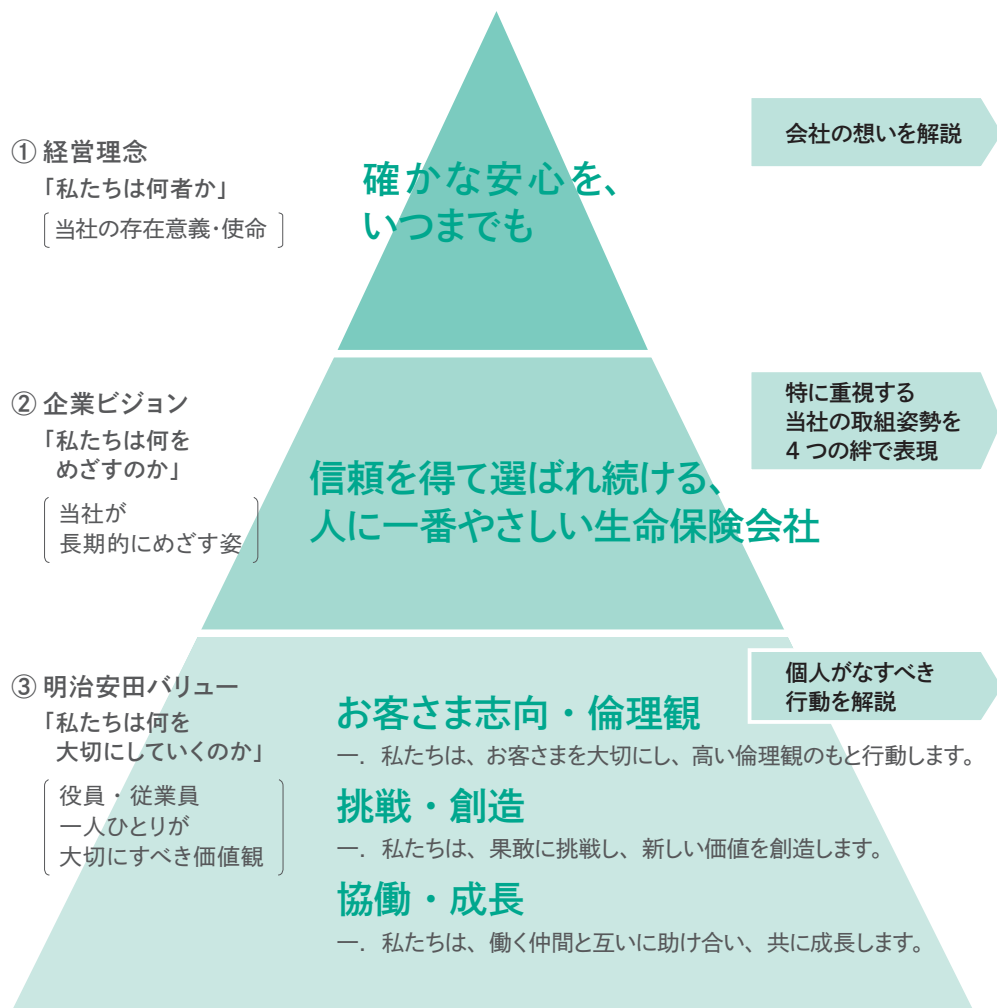 ① 経営理念
「私たちは何者か」
当社の存在意義・使命
確かな安心を、
いつまでも
会社の想いを解説
② 企業ビジョン
「私たちは何を
めざすのか」
当社が
長期的にめざす姿
信頼を得て選ばれ続ける、
人に一番やさしい生命保険会社
特に重視する
当社の取組姿勢を
4つの絆で表現
③ 明治安田バリュー
「私たちは何を
大切にしていくのか」
役員・従業員
一人ひとりが
大切にすべき価値観
お客さま志向・倫理観
一. 私たちは、お客さまを大切にし、高い倫理観のもと行動します。
挑戦・創造
一. 私たちは、果敢に挑戦し、新しい価値を創造します。
協働・成長
一. 私たちは、働く仲間と互いに助け合い、共に成長します。
個人がなすべき
行動を解説